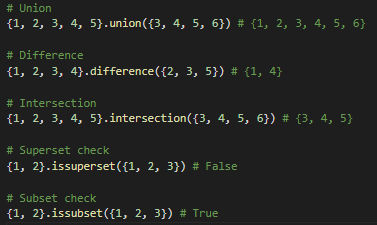 # Union
{1, 2, 3, 4, 5}.union({3, 4, 5, 6}) # {1, 2, 3, 4, 5, 6}
# Difference
{1, 2, 3, 4}.difference({2, 3, 5}) # {1, 4}
# Intersection
{1, 2, 3, 4, 5}.intersection({3, 4, 5, 6}) # {3, 4, 5}
# Superset check
{1, 2}.issuperset({1, 2, 3}) # False
# Subset check
{1, 2}.issubset({1, 2, 3}) # True